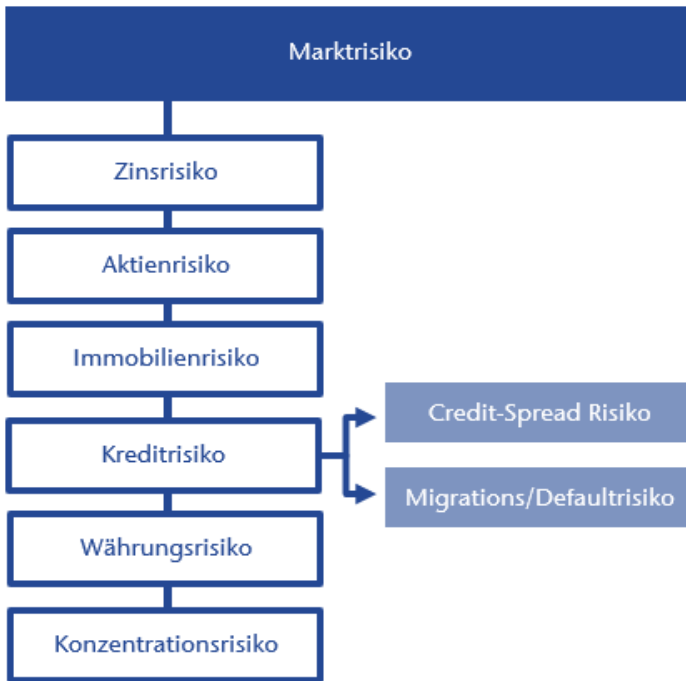 Marktrisiko
Zinsrisiko
Aktienrisiko
Immobilienrisiko
Kreditrisiko
Credit-Spread Risiko
Migrations/Defaultrisiko
Währungsrisiko
Konzentrationsrisiko